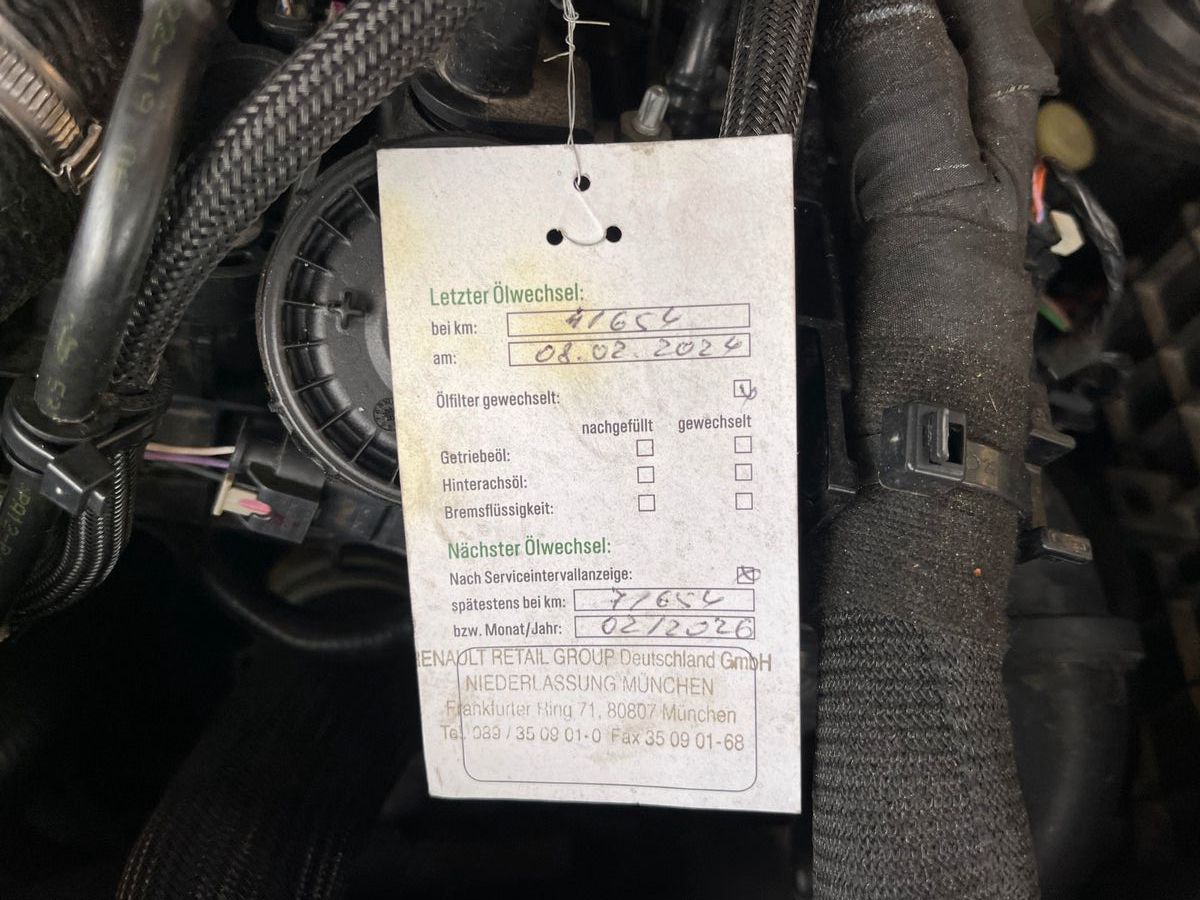 Letzter Ölwechsel:
bei km: 41654
am: 08.02.2024
Ölfilter gewechselt:
nachgefüllt gewechselt
Getriebeöl:
Hinterachsöl:
Bremsflüssigkeit:
Nächster Ölwechsel:
Nach Serviceintervallanzeige:
spätestens bei km: 71654
bzw. Monat/Jahr: 02/2026
RENAULT RETAIL GROUP Deutschland GmbH
NIEDERLASSUNG MÜNCHEN
Frankfurter Ring 71, 80807 München
Tel. 089 / 35 09 01-0 Fax 35 09 01-68